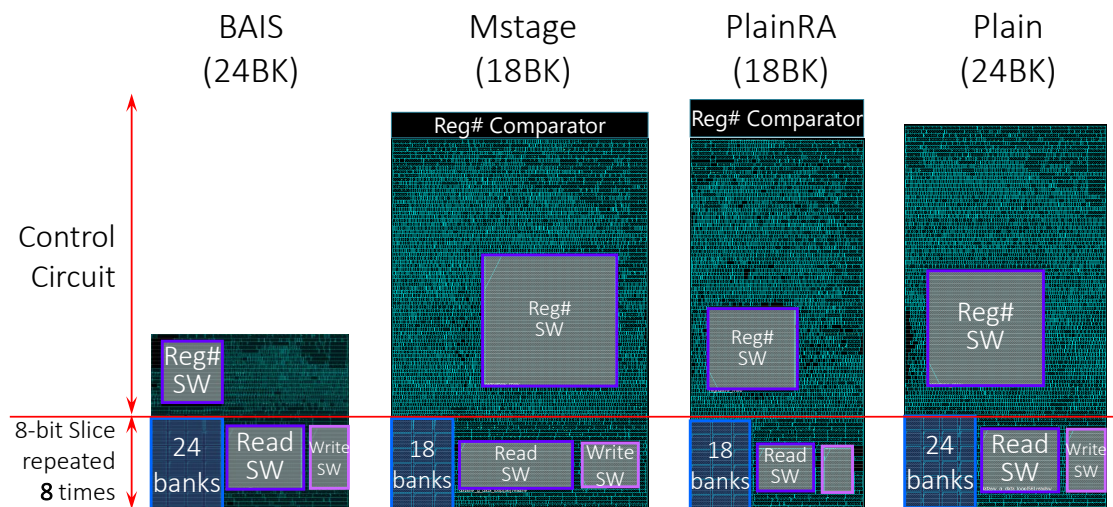 BAIS
(24BK)
Mstage
(18BK)
PlainRA
(18BK)
Plain
(24BK)
Control
Circuit
8-bit Slice
repeated
8 times
Reg#
SW
24
banks
Read
SW
Write
SW
Reg# Comparator
Reg#
SW
18
banks
Read
SW
Write
SW
Reg# Comparator
Reg#
SW
18
banks
Read
SW
Reg#
SW
24
banks
Read
SW
Write
SW